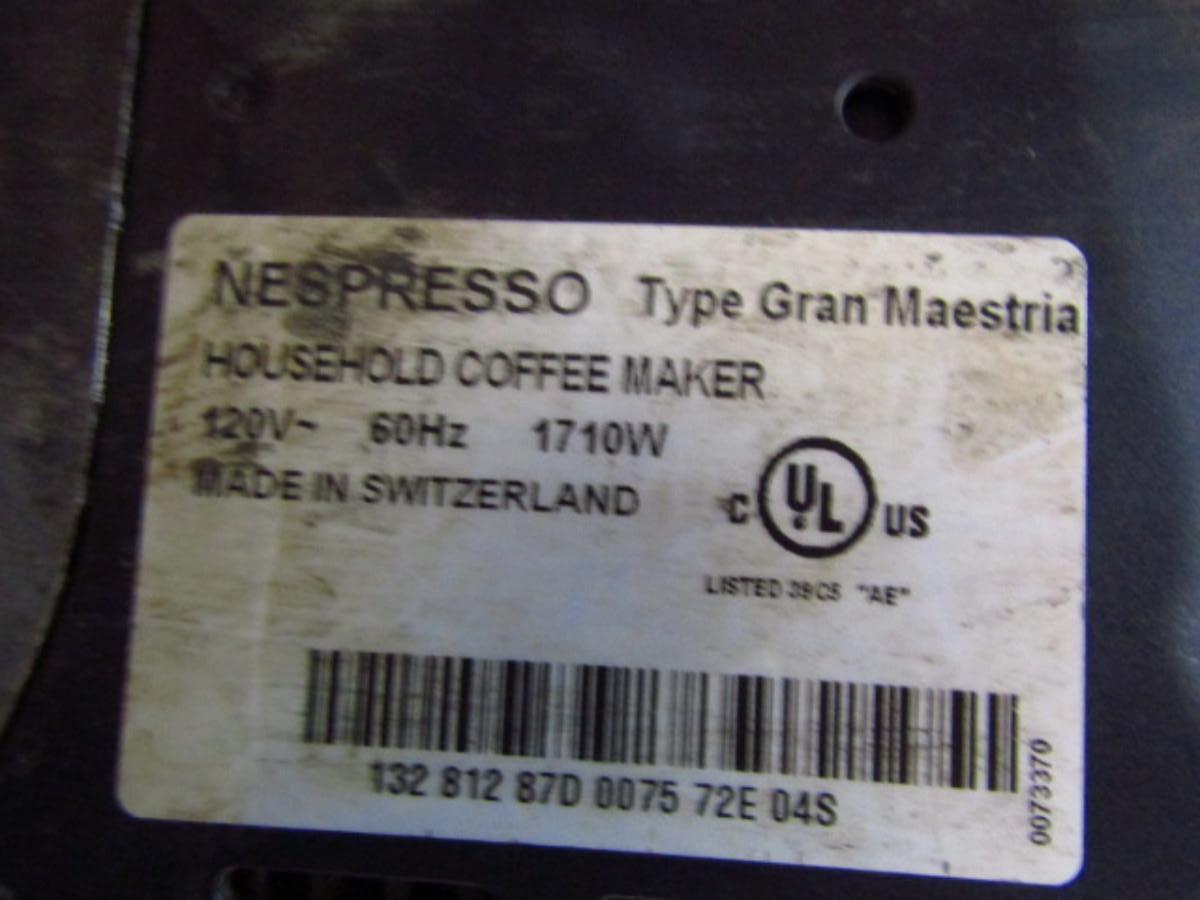 NESPRESSO Type Gran Maestria
HOUSEHOLD COFFEE MAKER
120V~ 60Hz 1710W
MADE IN SWITZERLAND
C UL US
LISTED 39C5 "AE"
132 812 87D 0075 72E 04S
0073370